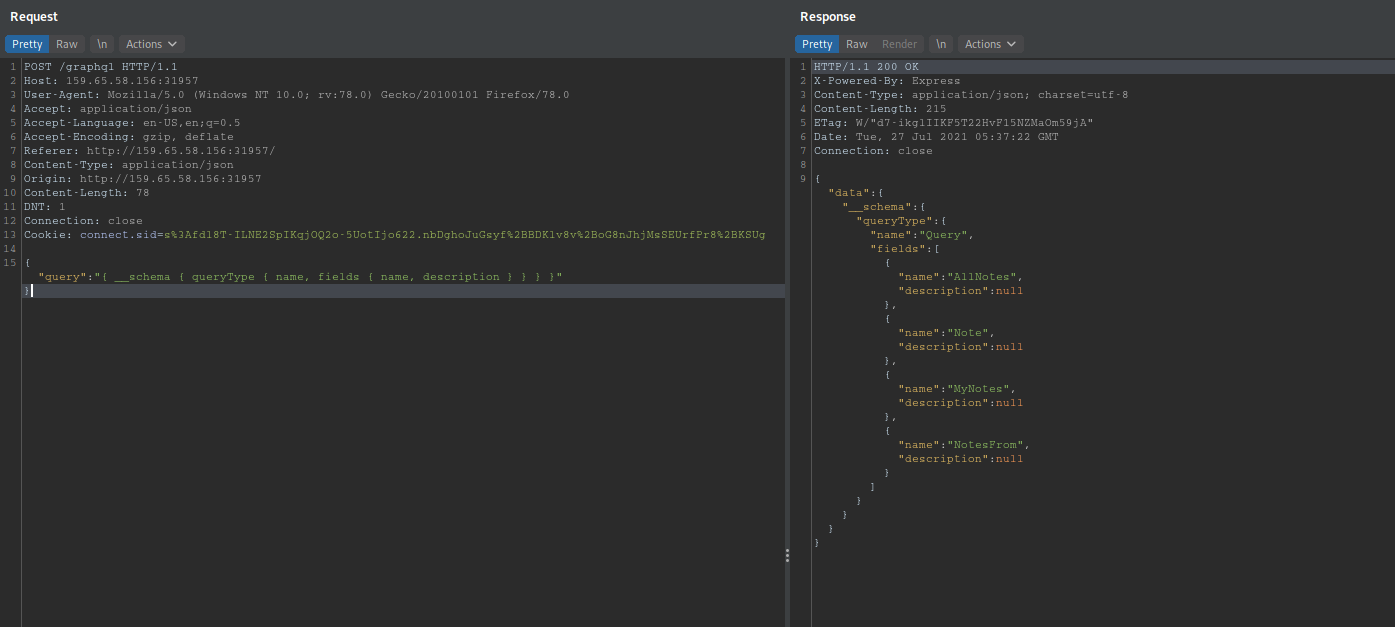 Request
Pretty Raw \n Actions
1 POST /graphql HTTP/1.1
2 Host: 159.65.58.156:31957
3 User-Agent: Mozilla/5.0 (Windows NT 10.0; rv:78.0) Gecko/20100101 Firefox/78.0
4 Accept: application/json
5 Accept-Language: en-US,en;q=0.5
6 Accept-Encoding: gzip, deflate
7 Referer: http://159.65.58.156:31957/
8 Content-Type: application/json
9 Origin: http://159.65.58.156:31957
10 Content-Length: 78
11 DNT: 1
12 Connection: close
13 Cookie: connect.sid=s%3Afdl8T-ILNE2SpIKqjOQ2o-5UotIjo622.nbDghoJuGsyf%2BBDKlv8v%2BoG8nJhjMsSEUrfPr8%2BKSUg
14
15 {
"query":"{ __schema { queryType { name, fields { name, description } } } }"
}
Response
Pretty Raw Render \n Actions
1 HTTP/1.1 200 OK
2 X-Powered-By: Express
3 Content-Type: application/json; charset=utf-8
4 Content-Length: 215
5 ETag: W/"d7-ikglIIKF5T22HvF15NZMaOm59jA"
6 Date: Tue, 27 Jul 2021 05:37:22 GMT
7 Connection: close
8
9 {
"data":{
"__schema":{
"queryType":{
"name":"Query",
"fields":[
{
"name":"AllNotes",
"description":null
},
{
"name":"Note",
"description":null
},
{
"name":"MyNotes",
"description":null
},
{
"name":"NotesFrom",
"description":null
}
]
}
}
}
}